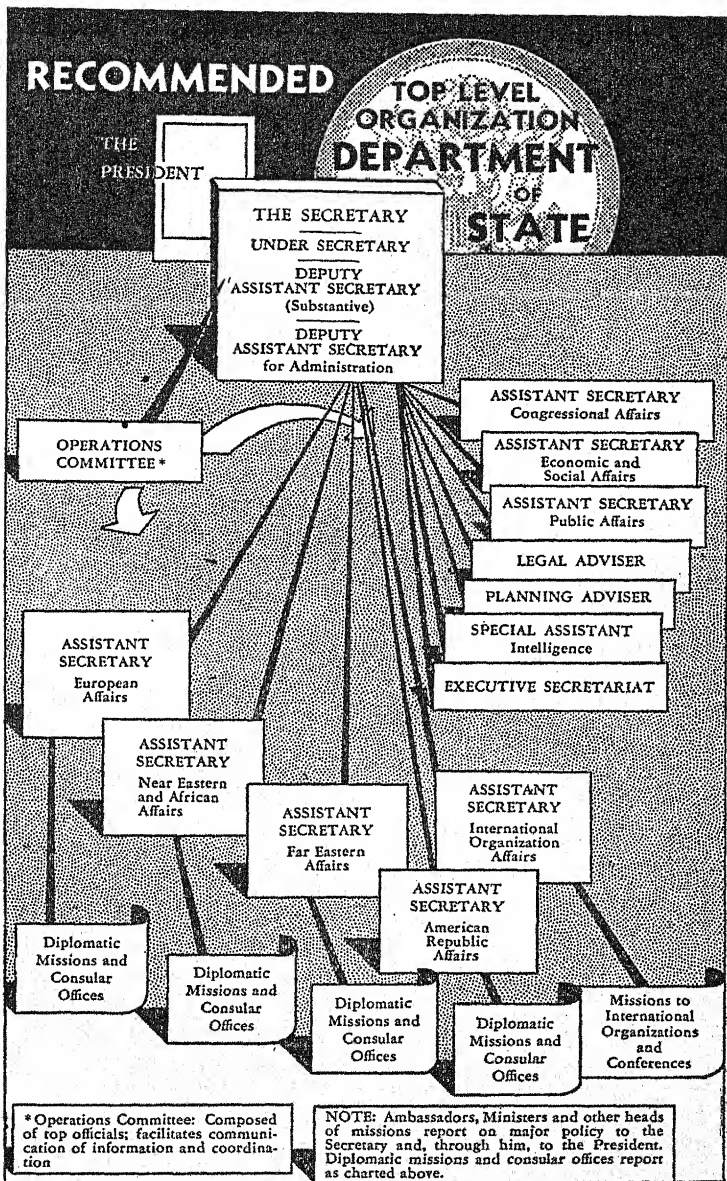 RECOMMENDED
TOP LEVEL
ORGANIZATION
DEPARTMENT
OF
STATE
THE
PRESIDENT
THE SECRETARY
UNDER SECRETARY
DEPUTY
ASSISTANT SECRETARY
(Substantive)
DEPUTY
ASSISTANT SECRETARY
for Administration
OPERATIONS
COMMITTEE*
ASSISTANT SECRETARY
Congressional Affairs
ASSISTANT SECRETARY
Economic and
Social Affairs
ASSISTANT SECRETARY
Public Affairs
LEGAL ADVISER
PLANNING ADVISER
SPECIAL ASSISTANT
Intelligence
EXECUTIVE SECRETARIAT
ASSISTANT
SECRETARY
European
Affairs
ASSISTANT
SECRETARY
Near Eastern
and African
Affairs
ASSISTANT
SECRETARY
Far Eastern
Affairs
ASSISTANT
SECRETARY
American
Republic
Affairs
ASSISTANT
SECRETARY
International
Organization
Affairs
Diplomatic
Missions and
Consular
Offices
Diplomatic
Missions and
Consular
Offices
Diplomatic
Missions and
Consular
Offices
Diplomatic
Missions and
Consular
Offices
Missions to
International
Organizations
and
Conferences
*Operations Committee: Composed
of top officials; facilitates communi-
cation of information and coordina-
tion
NOTE: Ambassadors, Ministers and other heads
of missions report on major policy to the
Secretary and, through him, to the President.
Diplomatic missions and consular offices report
as charted above.